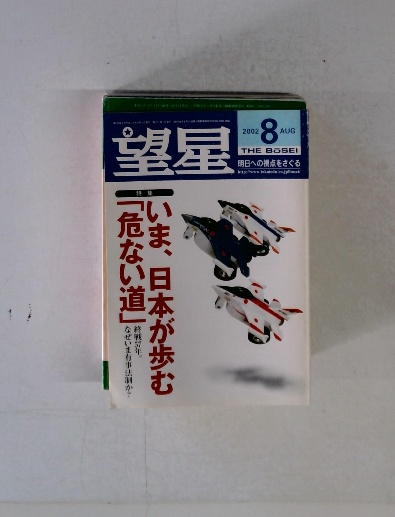 望星
2002 8 AUG
THE BOSEI
明日への視点をさぐる
特集
いま、日本が歩む
「危ない道」
終戦57年。
なぜいま有事法制か?